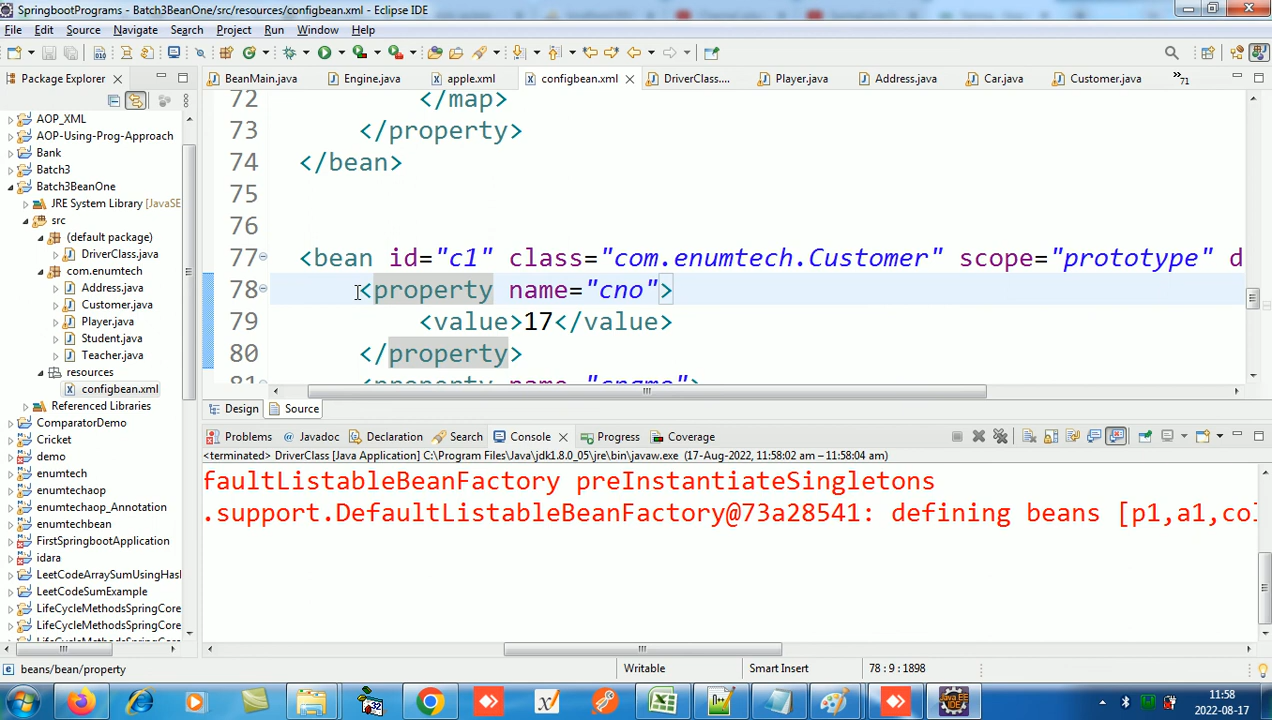 SpringbootPrograms - Batch3BeanOne/src/resources/configbean.xml - Eclipse IDE
File Edit Source Navigate Search Project Run Window Help
Package Explorer
BeanMain.java Engine.java apple.xml configbean.xml DriverClass.... Player.java Address.java Car.java Customer.java »71
AOP_XML
AOP-Using-Prog-Approach
Bank
Batch3
Batch3BeanOne
JRE System Library [JavaSE
src
(default package)
DriverClass.java
com.enumtech
Address.java
Customer.java
Player.java
Student.java
Teacher.java
resources
configbean.xml
Referenced Libraries
ComparatorDemo
Cricket
demo
enumtech
enumtechaop
enumtechaop_Annotation
enumtechbean
FirstSpringbootApplication
idara
LeetCodeArraySumUsingHas
LeetCodeSumExample
LifeCycleMethodsSpringCore
LifeCycleMethodsSpringCore
72 </map>
73 </property>
74 </bean>
75
76
77 <bean id="c1" class="com.enumtech.Customer" scope="prototype" d
78 <property name="cno">
79 <value>17</value>
80 </property>
81 <property name="cname">
Design Source
Problems Javadoc Declaration Search Console Progress Coverage
<terminated> DriverClass [Java Application] C:\Program Files\Java\jdk1.8.0_05\jre\bin\javaw.exe (17-Aug-2022, 11:58:02 am – 11:58:04 am)
faultListableBeanFactory preInstantiateSingletons
.support.DefaultListableBeanFactory@73a28541: defining beans [p1,a1,co
beans/bean/property Writable Smart Insert 78 : 9 : 1898
11:58
2022-08-17